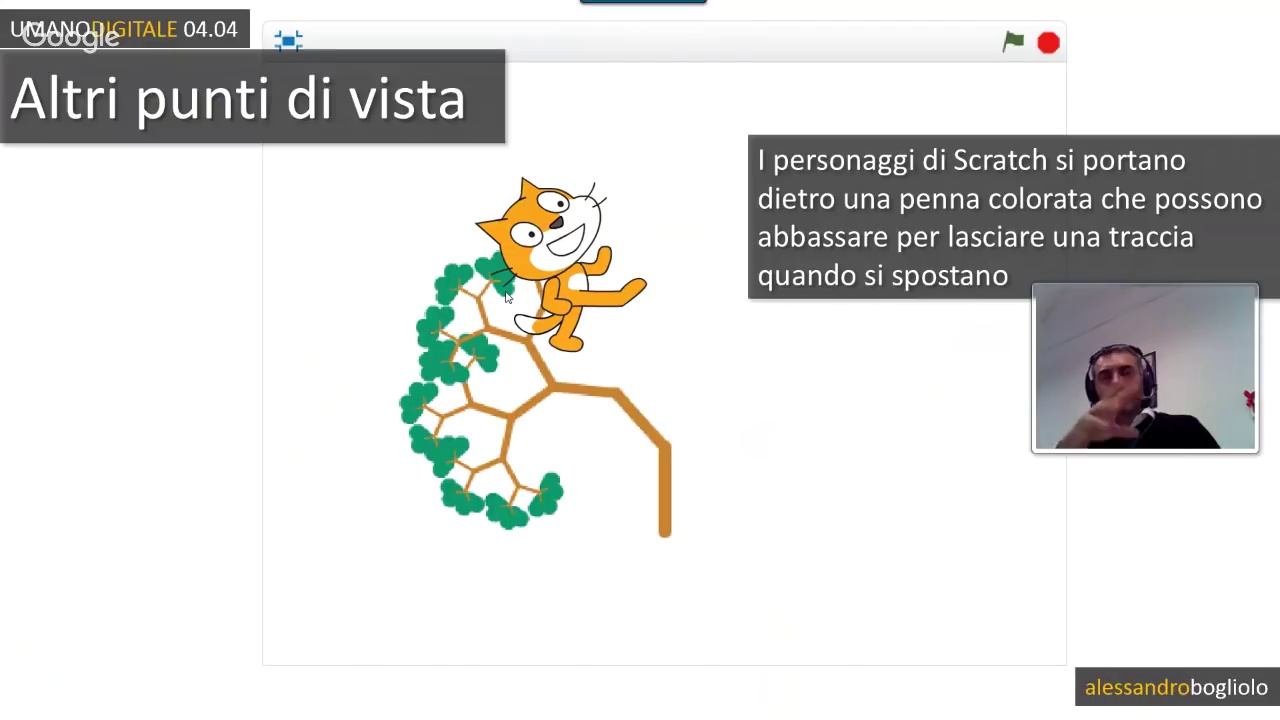 UMANODIGITALE 04.04
Google
Altri punti di vista
I personaggi di Scratch si portano
dietro una penna colorata che possono
abbassare per lasciare una traccia
quando si spostano
alessandrobogliolo